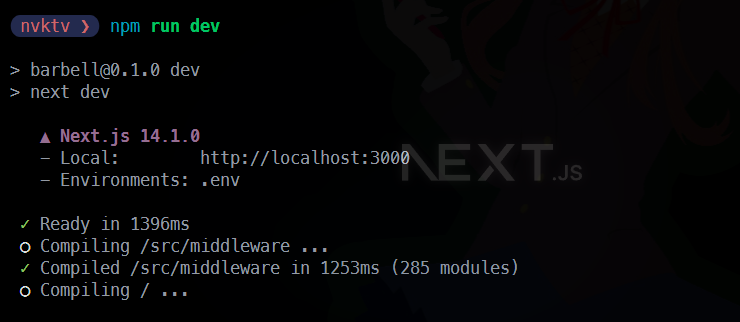 nvktv ❯ npm run dev
> barbell@0.1.0 dev
> next dev
▲ Next.js 14.1.0
- Local: http://localhost:3000
- Environments: .env
NEXT.JS
✓ Ready in 1396ms
○ Compiling /src/middleware ...
✓ Compiled /src/middleware in 1253ms (285 modules)
○ Compiling / ...